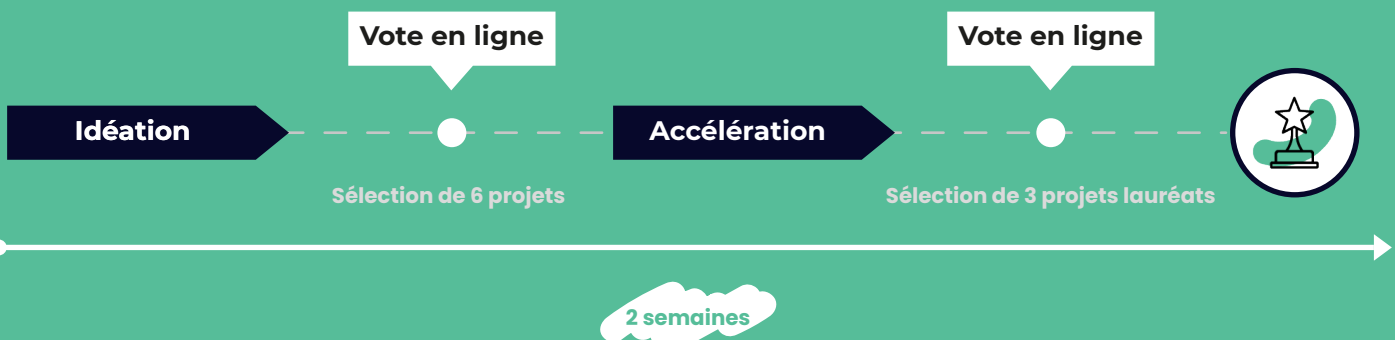 Vote en ligne
Vote en ligne
Idéation
Accélération
Sélection de 6 projets
Sélection de 3 projets lauréats
2 semaines